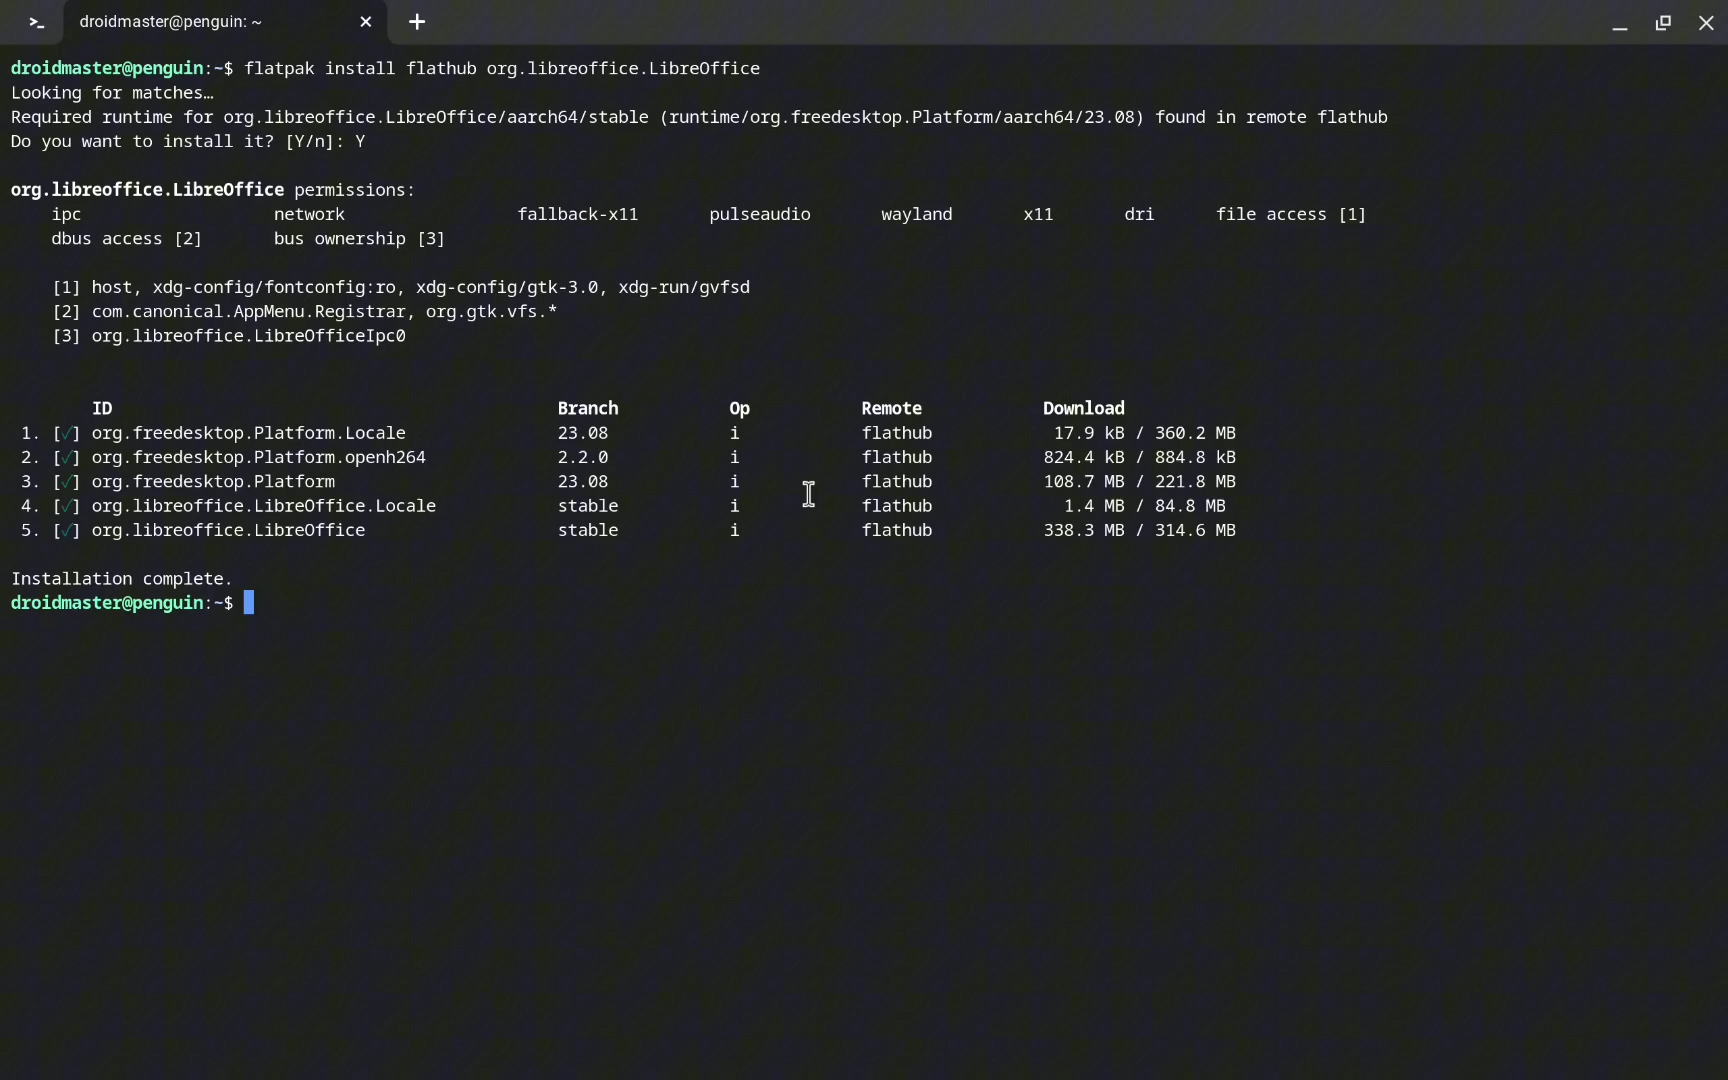 droidmaster@penguin: ~
droidmaster@penguin:~$ flatpak install flathub org.libreoffice.LibreOffice
Looking for matches…
Required runtime for org.libreoffice.LibreOffice/aarch64/stable (runtime/org.freedesktop.Platform/aarch64/23.08) found in remote flathub
Do you want to install it? [Y/n]: Y
org.libreoffice.LibreOffice permissions:
ipc network fallback-x11 pulseaudio wayland x11 dri file access [1]
dbus access [2] bus ownership [3]
[1] host, xdg-config/fontconfig:ro, xdg-config/gtk-3.0, xdg-run/gvfsd
[2] com.canonical.AppMenu.Registrar, org.gtk.vfs.*
[3] org.libreoffice.LibreOfficeIpc0
ID Branch Op Remote Download
1. [✓] org.freedesktop.Platform.Locale 23.08 i flathub 17.9 kB / 360.2 MB
2. [✓] org.freedesktop.Platform.openh264 2.2.0 i flathub 824.4 kB / 884.8 kB
3. [✓] org.freedesktop.Platform 23.08 i flathub 108.7 MB / 221.8 MB
4. [✓] org.libreoffice.LibreOffice.Locale stable i flathub 1.4 MB / 84.8 MB
5. [✓] org.libreoffice.LibreOffice stable i flathub 338.3 MB / 314.6 MB
Installation complete.
droidmaster@penguin:~$